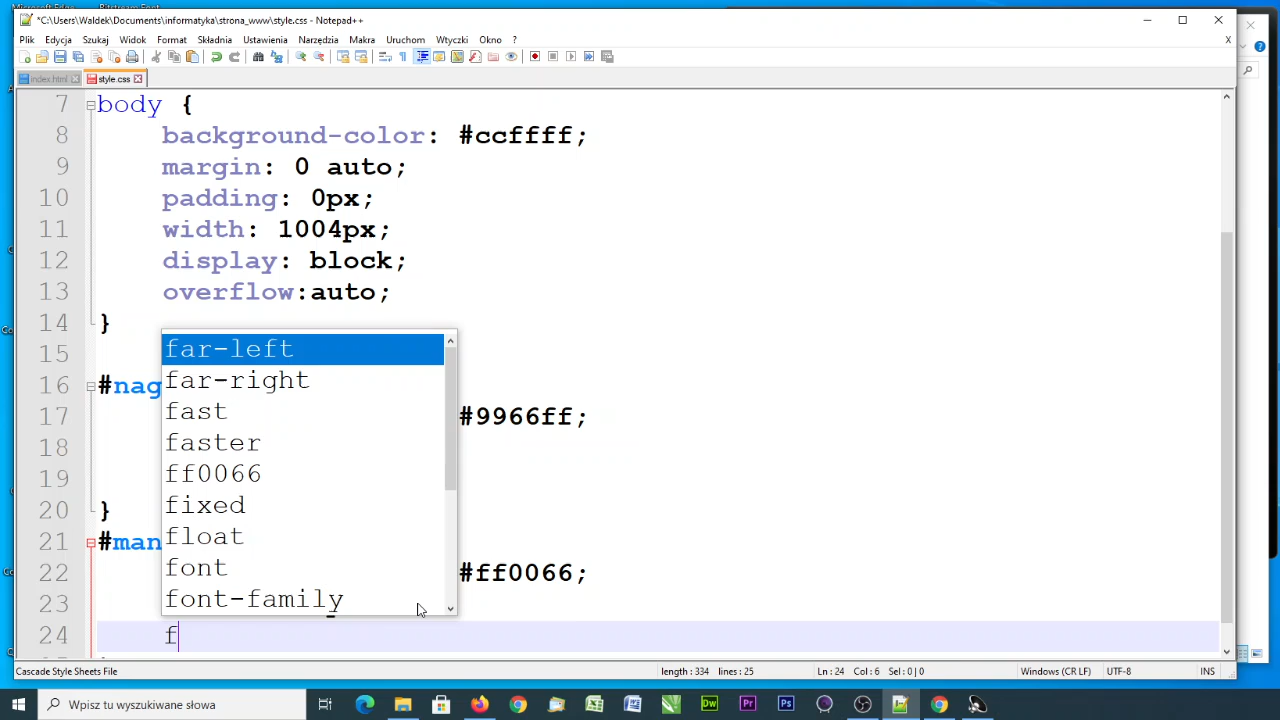 *C:\Users\Waldek\Documents\informatyka\strona_www\style.css - Notepad++
Plik Edycja Szukaj Widok Format Składnia Ustawienia Narzędzia Makra Uruchom Wtyczki Okno ? X
index.html style.css
7 body {
8 background-color: #ccffff;
9 margin: 0 auto;
10 padding: 0px;
11 width: 1004px;
12 display: block;
13 overflow:auto;
14 }
15
16 #nag
17 #9966ff;
18
19
20 }
21 #man
22 #ff0066;
23
24 f
far-left
far-right
fast
faster
ff0066
fixed
float
font
font-family
Cascade Style Sheets File length : 334 lines : 25 Ln : 24 Col : 6 Sel : 0 | 0 Windows (CR LF) UTF-8 INS
Wpisz tu wyszukiwane słowa
Dw Pr Ps